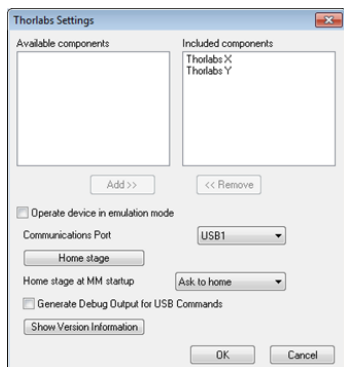 Thorlabs Settings
Available components
Included components
Thorlabs X
Thorlabs Y
Add >>
<< Remove
Operate device in emulation mode
Communications Port
USB1
Home stage
Home stage at MM startup
Ask to home
Generate Debug Output for USB Commands
Show Version Information
OK
Cancel